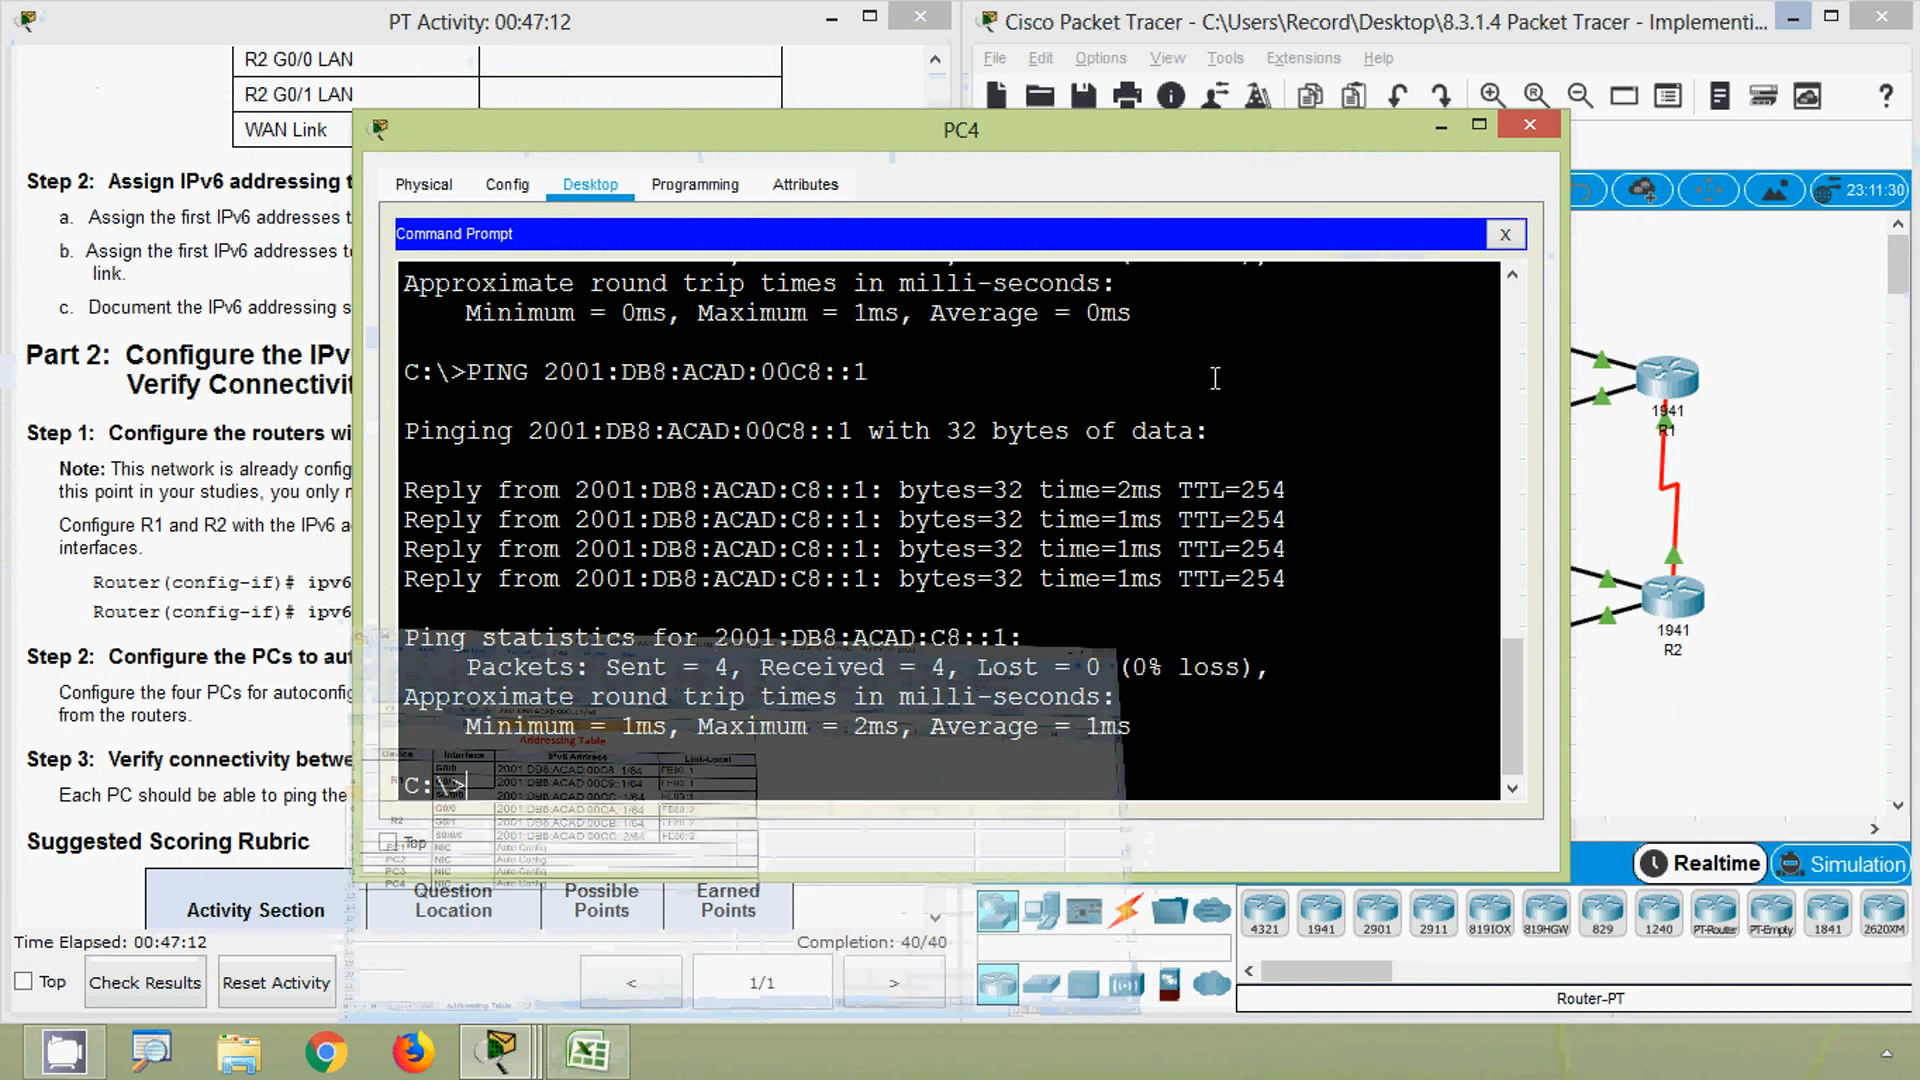 PT Activity: 00:47:12
R2 G0/0 LAN
R2 G0/1 LAN
WAN Link
Step 2: Assign IPv6 addressing t
a. Assign the first IPv6 addresses t
b. Assign the first IPv6 addresses t
link.
c. Document the IPv6 addressing s
Part 2: Configure the IPv
Verify Connectivi
Step 1: Configure the routers wi
Note: This network is already config
this point in your studies, you only n
Configure R1 and R2 with the IPv6 a
interfaces.
Router(config-if)# ipv6
Router(config-if)# ipv6
Step 2: Configure the PCs to aut
Configure the four PCs for autoconfig
from the routers.
Step 3: Verify connectivity betwe
Each PC should be able to ping the
Suggested Scoring Rubric
Activity Section
Question Location
Possible Points
Earned Points
Time Elapsed: 00:47:12
Completion: 40/40
Top
Check Results
Reset Activity
<
1/1
>
Cisco Packet Tracer - C:\Users\Record\Desktop\8.3.1.4 Packet Tracer - Implementi...
File Edit Options View Tools Extensions Help
23:11:30
PC4
Physical Config Desktop Programming Attributes
Command Prompt
X
Approximate round trip times in milli-seconds:
Minimum = 0ms, Maximum = 1ms, Average = 0ms
C:\>PING 2001:DB8:ACAD:00C8::1
Pinging 2001:DB8:ACAD:00C8::1 with 32 bytes of data:
Reply from 2001:DB8:ACAD:C8::1: bytes=32 time=2ms TTL=254
Reply from 2001:DB8:ACAD:C8::1: bytes=32 time=1ms TTL=254
Reply from 2001:DB8:ACAD:C8::1: bytes=32 time=1ms TTL=254
Reply from 2001:DB8:ACAD:C8::1: bytes=32 time=1ms TTL=254
Ping statistics for 2001:DB8:ACAD:C8::1:
Packets: Sent = 4, Received = 4, Lost = 0 (0% loss),
Approximate round trip times in milli-seconds:
Minimum = 1ms, Maximum = 2ms, Average = 1ms
C:\>
Top
Addressing Table
1941
R1
1941
R2
Realtime
Simulation
4321 1941 2901 2911 819IOX 819HGW 829 1240 PT-Router PT-Empty 1841 2620XM
Router-PT